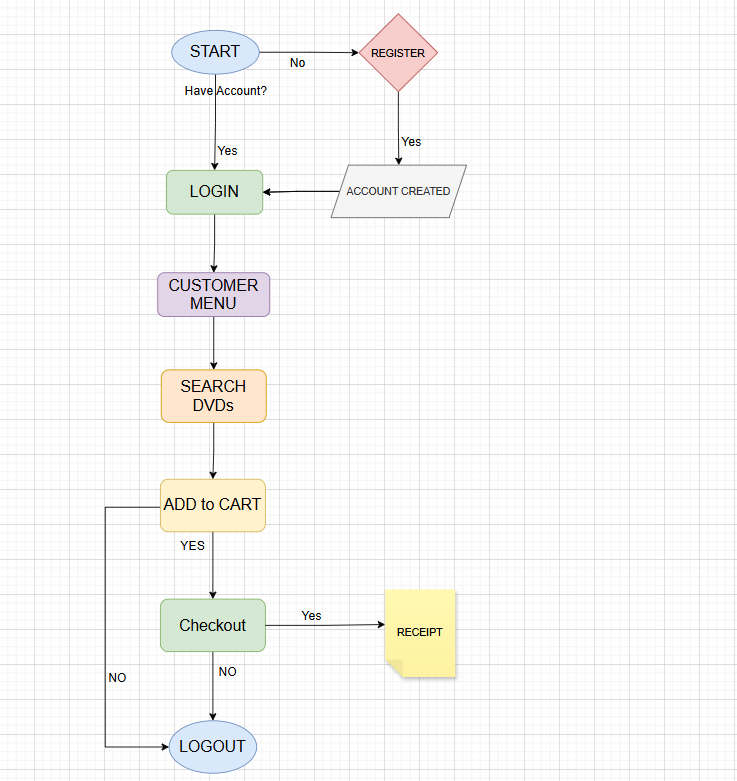 START
REGISTER
No
Have Account?
Yes
Yes
LOGIN
ACCOUNT CREATED
CUSTOMER
MENU
SEARCH
DVDs
ADD to CART
YES
Checkout
Yes
RECEIPT
NO
NO
LOGOUT